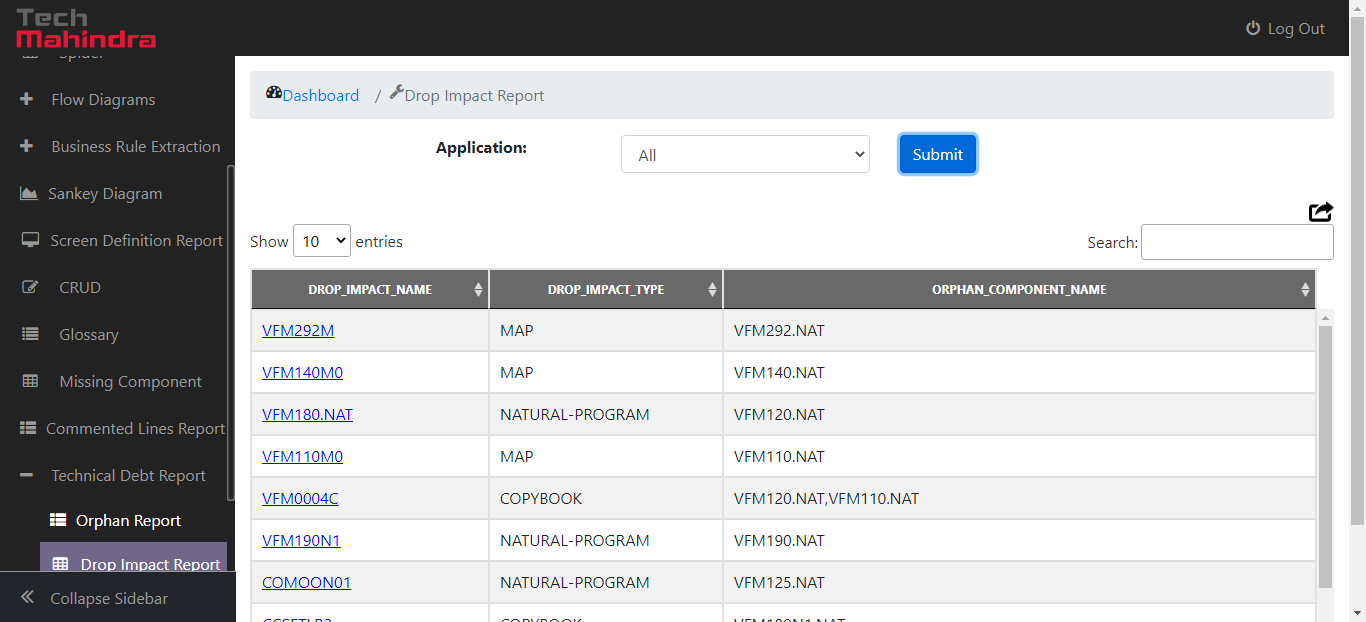 Tech
Mahindra
Log Out
Spider
Flow Diagrams
Business Rule Extraction
Sankey Diagram
Screen Definition Report
CRUD
Glossary
Missing Component
Commented Lines Report
Technical Debt Report
Orphan Report
Drop Impact Report
Collapse Sidebar
Dashboard / Drop Impact Report
Application: All Submit
Show 10 entries Search:
DROP_IMPACT_NAME DROP_IMPACT_TYPE ORPHAN_COMPONENT_NAME
VFM292M MAP VFM292.NAT
VFM140M0 MAP VFM140.NAT
VFM180.NAT NATURAL-PROGRAM VFM120.NAT
VFM110M0 MAP VFM110.NAT
VFM0004C COPYBOOK VFM120.NAT,VFM110.NAT
VFM190N1 NATURAL-PROGRAM VFM190.NAT
COMOON01 NATURAL-PROGRAM VFM125.NAT
COPYBOOK